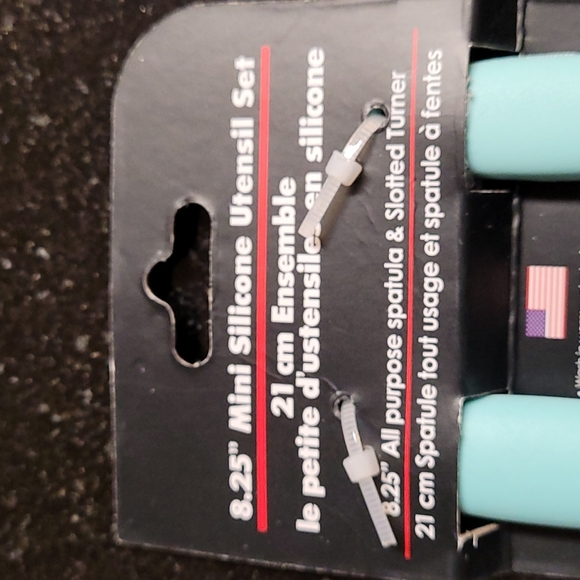 8.25" Mini Silicone Utensil Set
21 cm Ensemble
le petite d'ustensiles en silicone
8.25" All purpose spatula & Slotted Turner
21 cm Spatule tout usage et spatule à fentes